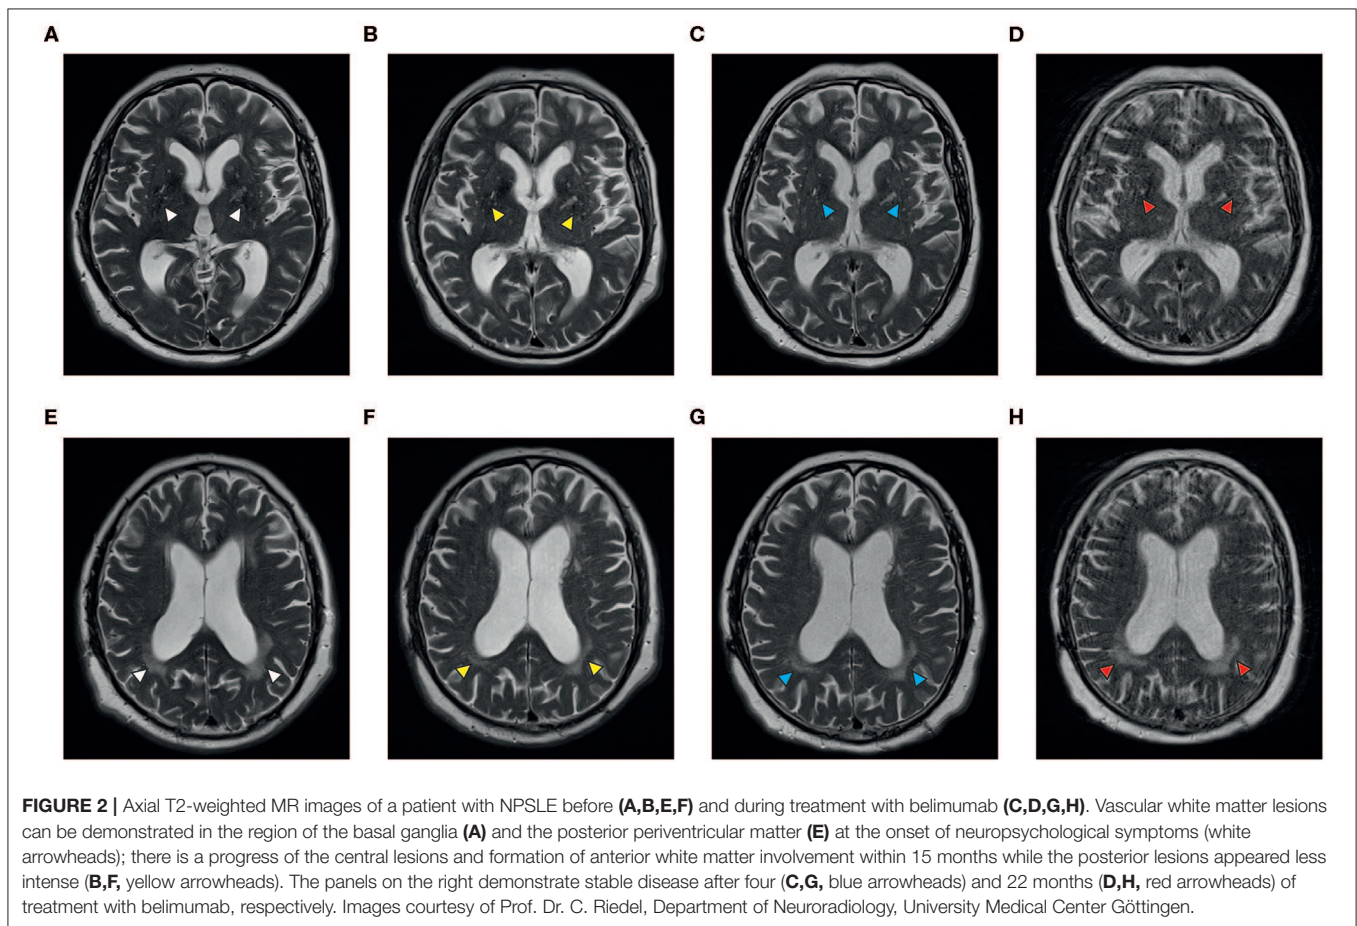 A
B
C
D
E
F
G
H
FIGURE 2 | Axial T2-weighted MR images of a patient with NPSLE before (A,B,E,F) and during treatment with belimumab (C,D,G,H). Vascular white matter lesions
can be demonstrated in the region of the basal ganglia (A) and the posterior periventricular matter (E) at the onset of neuropsychological symptoms (white
arrowheads); there is a progress of the central lesions and formation of anterior white matter involvement within 15 months while the posterior lesions appeared less
intense (B,F, yellow arrowheads). The panels on the right demonstrate stable disease after four (C,G, blue arrowheads) and 22 months (D,H, red arrowheads) of
treatment with belimumab, respectively. Images courtesy of Prof. Dr. C. Riedel, Department of Neuroradiology, University Medical Center Göttingen.